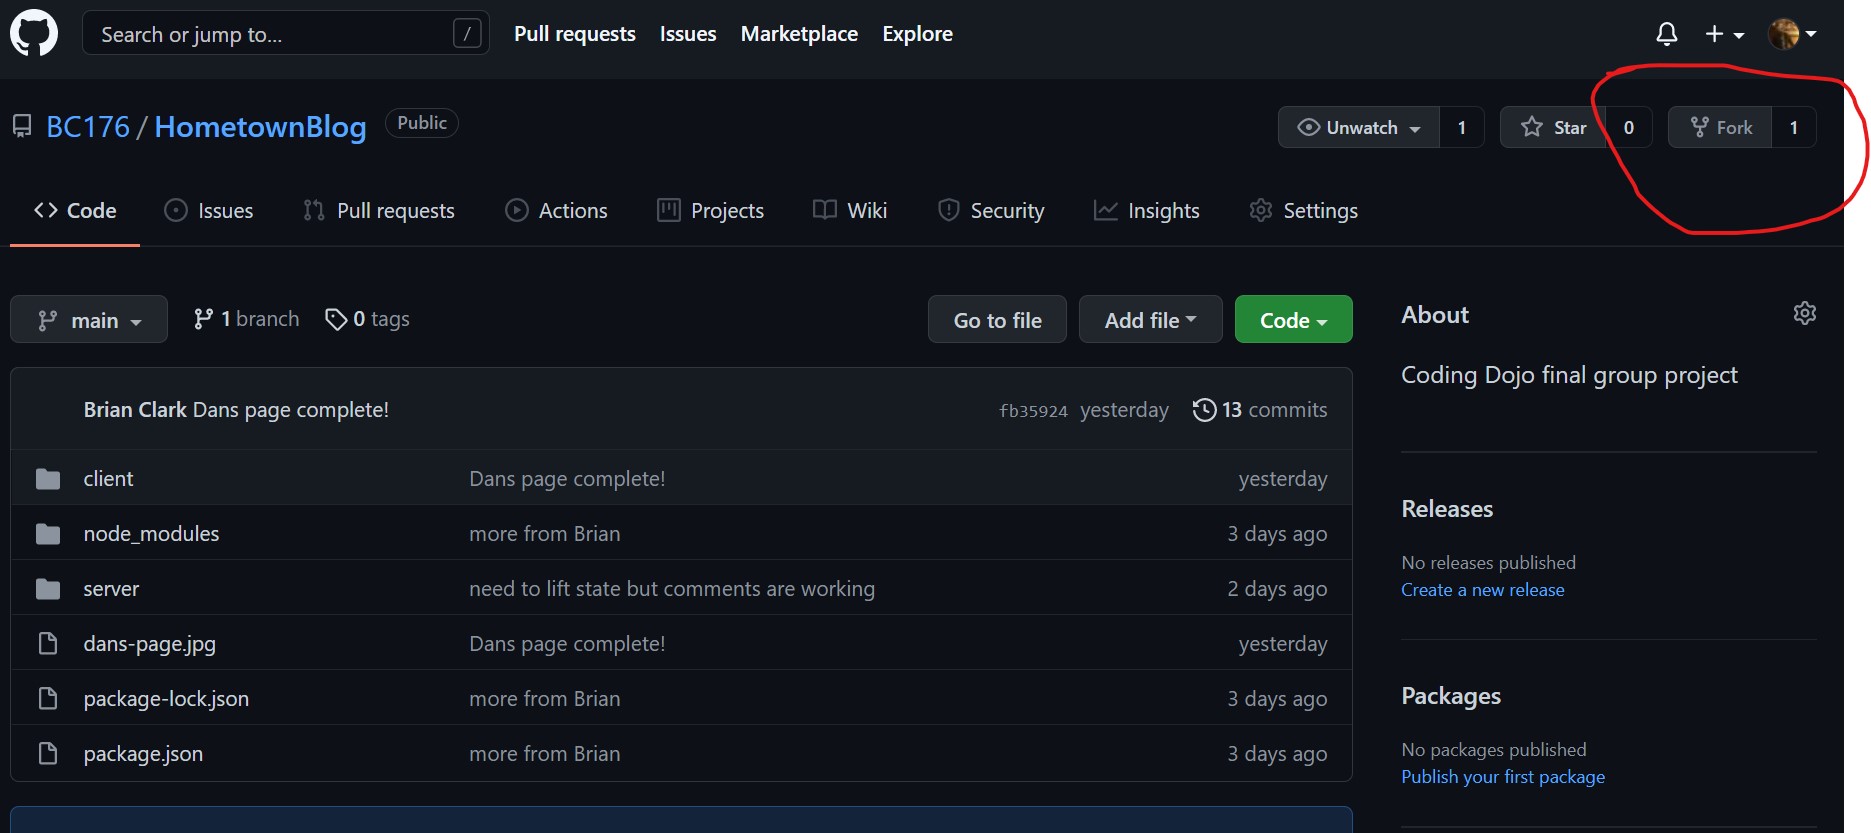 Search or jump to... / Pull requests Issues Marketplace Explore
BC176 / HometownBlog Public Unwatch 1 Star 0 Fork 1
Code Issues Pull requests Actions Projects Wiki Security Insights Settings
main 1 branch 0 tags Go to file Add file Code
Brian Clark Dans page complete! fb35924 yesterday 13 commits
client Dans page complete! yesterday
node_modules more from Brian 3 days ago
server need to lift state but comments are working 2 days ago
dans-page.jpg Dans page complete! yesterday
package-lock.json more from Brian 3 days ago
package.json more from Brian 3 days ago
About
Coding Dojo final group project
Releases
No releases published
Create a new release
Packages
No packages published
Publish your first package